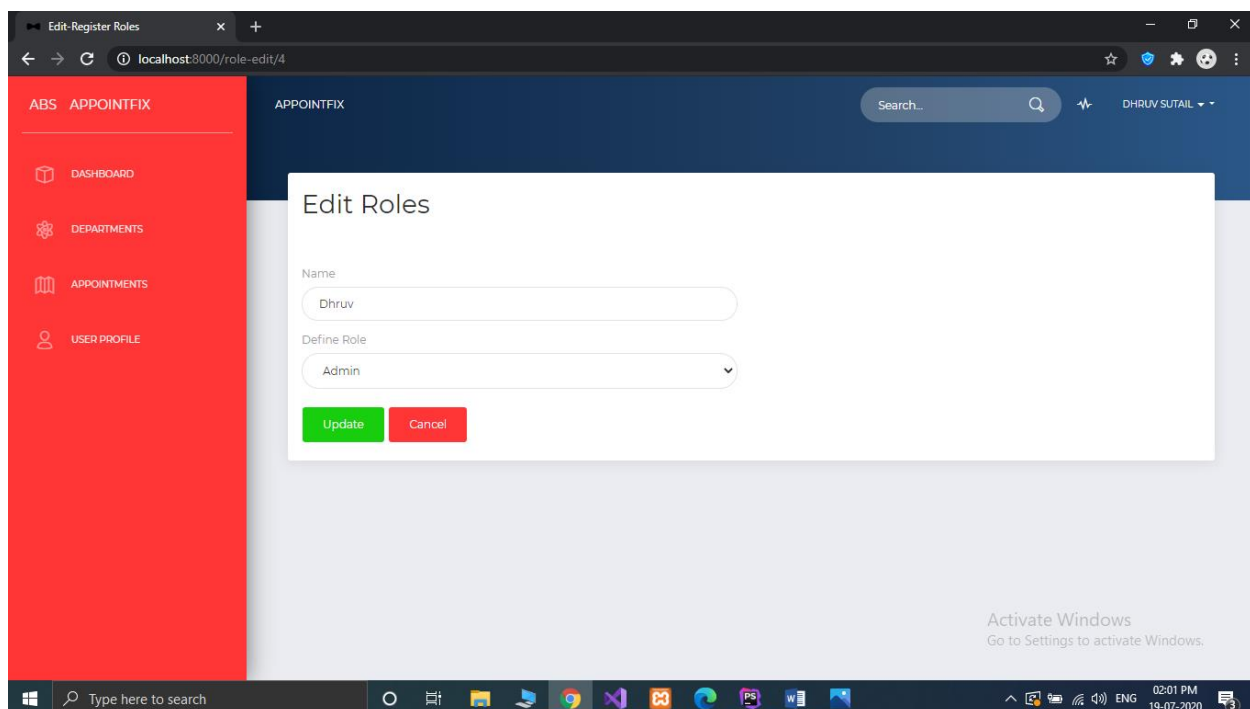 Edit-Register Roles
localhost:8000/role-edit/4
ABS APPOINTFIX
APPOINTFIX
Search...
DHRUV SUTAIL
DASHBOARD
DEPARTMENTS
APPOINTMENTS
USER PROFILE
Edit Roles
Name
Dhruv
Define Role
Admin
Update
Cancel
Activate Windows
Go to Settings to activate Windows.
Type here to search
PS
ENG
02:01 PM
19-07-2020
3